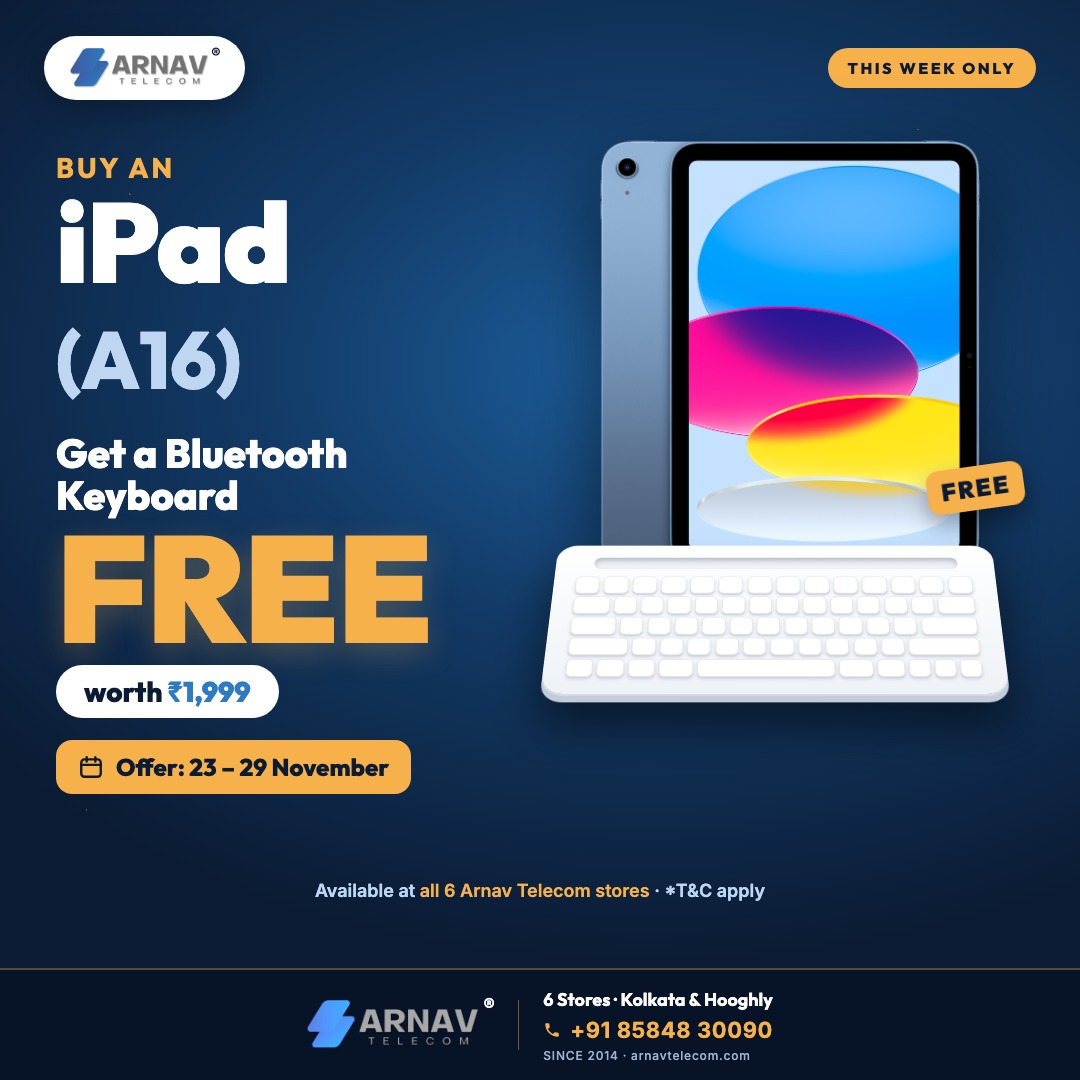 ARNAV®
TELECOM
THIS WEEK ONLY
BUY AN
iPad
(A16)
Get a Bluetooth
Keyboard
FREE
FREE
worth ₹1,999
Offer: 23 – 29 November
Available at all 6 Arnav Telecom stores · *T&C apply
ARNAV®
TELECOM
6 Stores · Kolkata & Hooghly
+91 85848 30090
SINCE 2014 · arnavtelecom.com